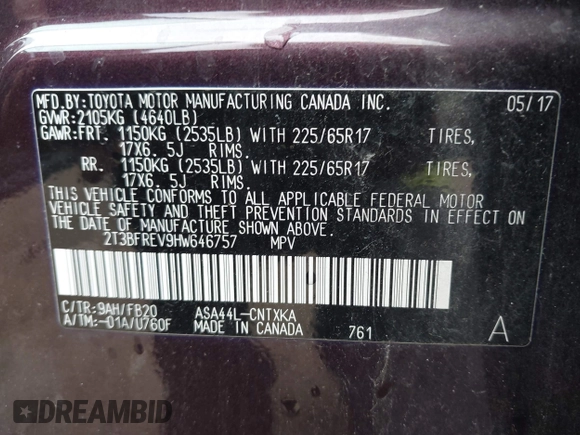 MFD.BY:TOYOTA MOTOR MANUFACTURING CANADA INC. 05/17
GVWR:2105KG (4640LB)
GAWR:FRT. 1150KG (2535LB) WITH 225/65R17 TIRES,
17X6. 5J RIMS.
RR. 1150KG (2535LB) WITH 225/65R17 TIRES,
17X6. 5J RIMS.
THIS VEHICLE CONFORMS TO ALL APPLICABLE FEDERAL MOTOR
VEHICLE SAFETY AND THEFT PREVENTION STANDARDS IN EFFECT ON
THE DATE OF MANUFACTURE SHOWN ABOVE.
2T3BFREV9HW646757 MPV
C/TR:9AH/FB20 ASA44L-CNTXKA
A/TM:-01A/U760F MADE IN CANADA 761 A
DREAMBID